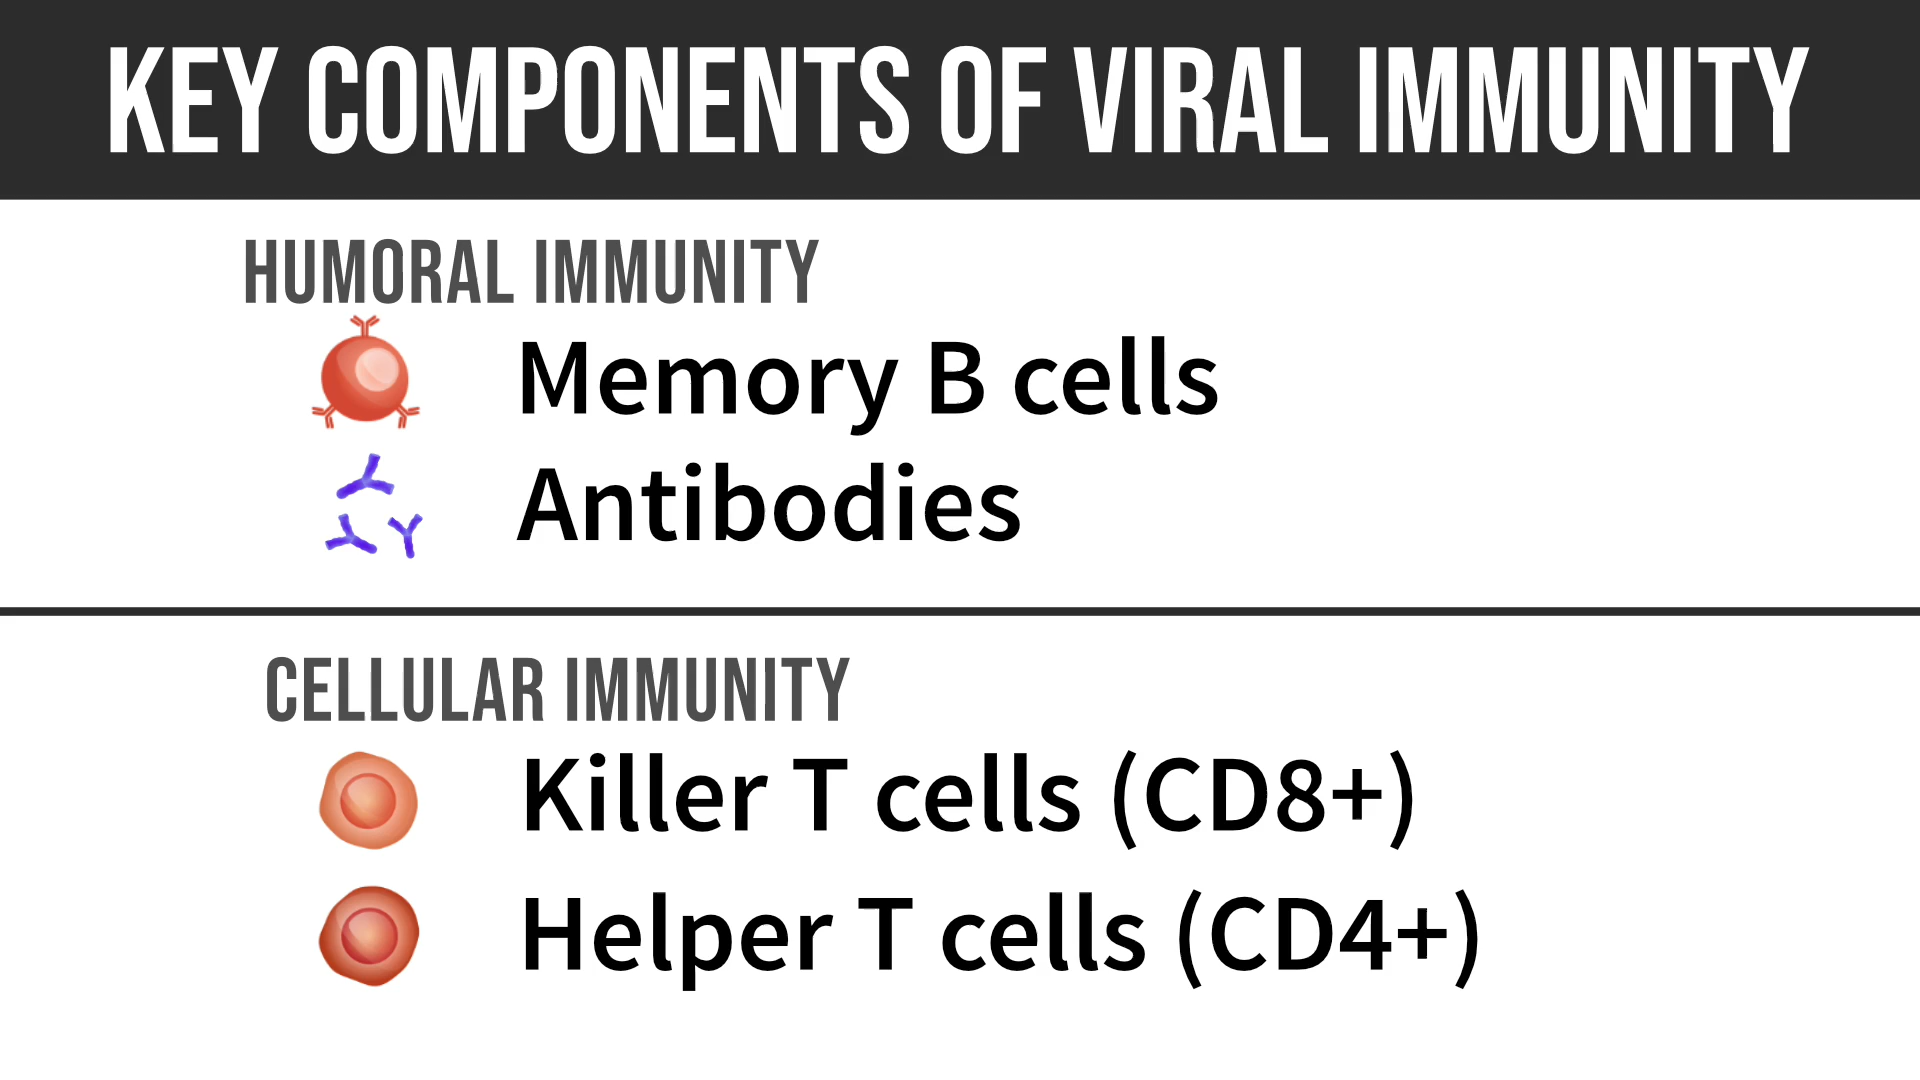 KEY COMPONENTS OF VIRAL IMMUNITY
HUMORAL IMMUNITY
Memory B cells
Antibodies
CELLULAR IMMUNITY
Killer T cells (CD8+)
Helper T cells (CD4+)